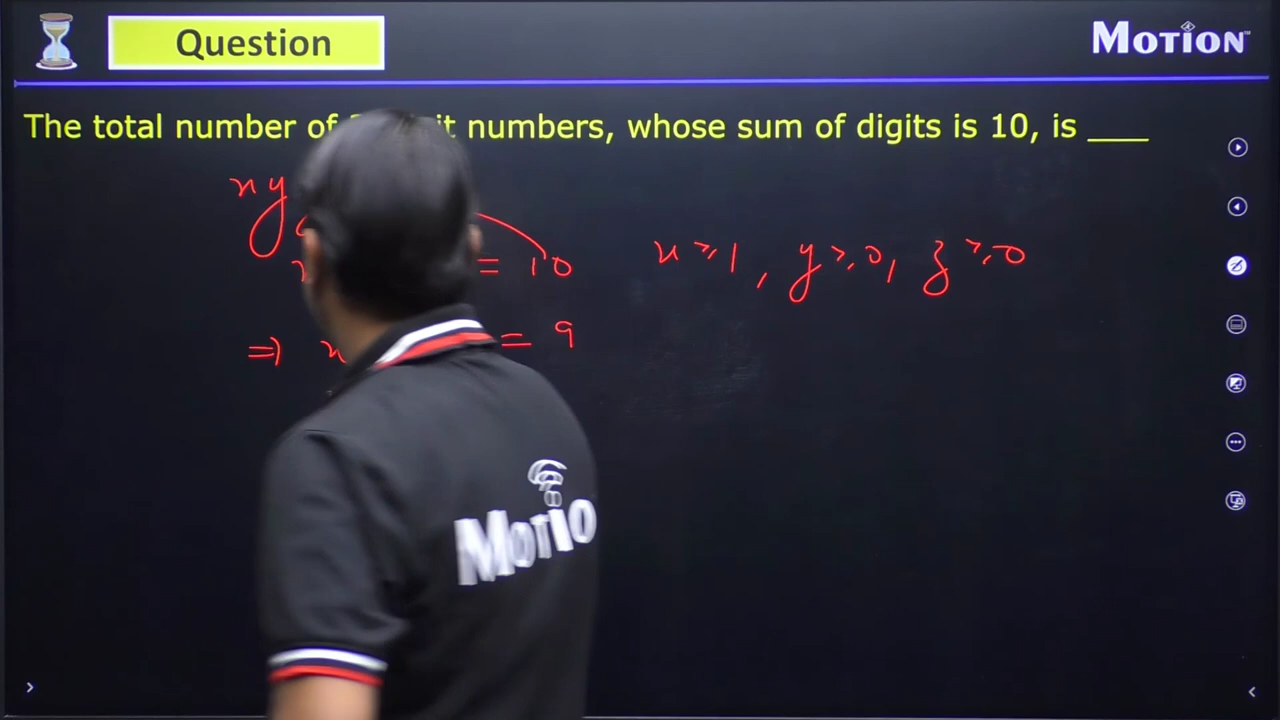 Question
MOTION
The total number of it numbers, whose sum of digits is 10, is ____
x y
= 10 x ≥ 1, y ≥ 0, z ≥ 0
⇒ x = 9
MOTIO